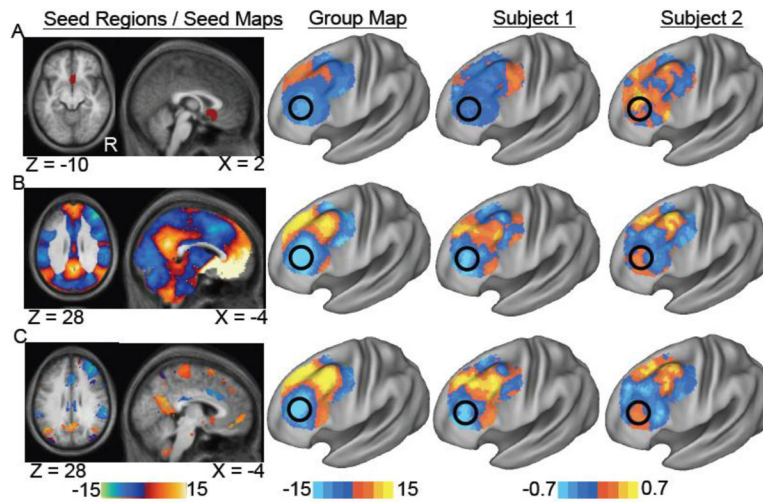 Seed Regions / Seed Maps Group Map Subject 1 Subject 2
A
R
Z = -10 X = 2
B
Z = 28 X = -4
C
Z = 28 X = -4
-15 15 -15 15 -0.7 0.7